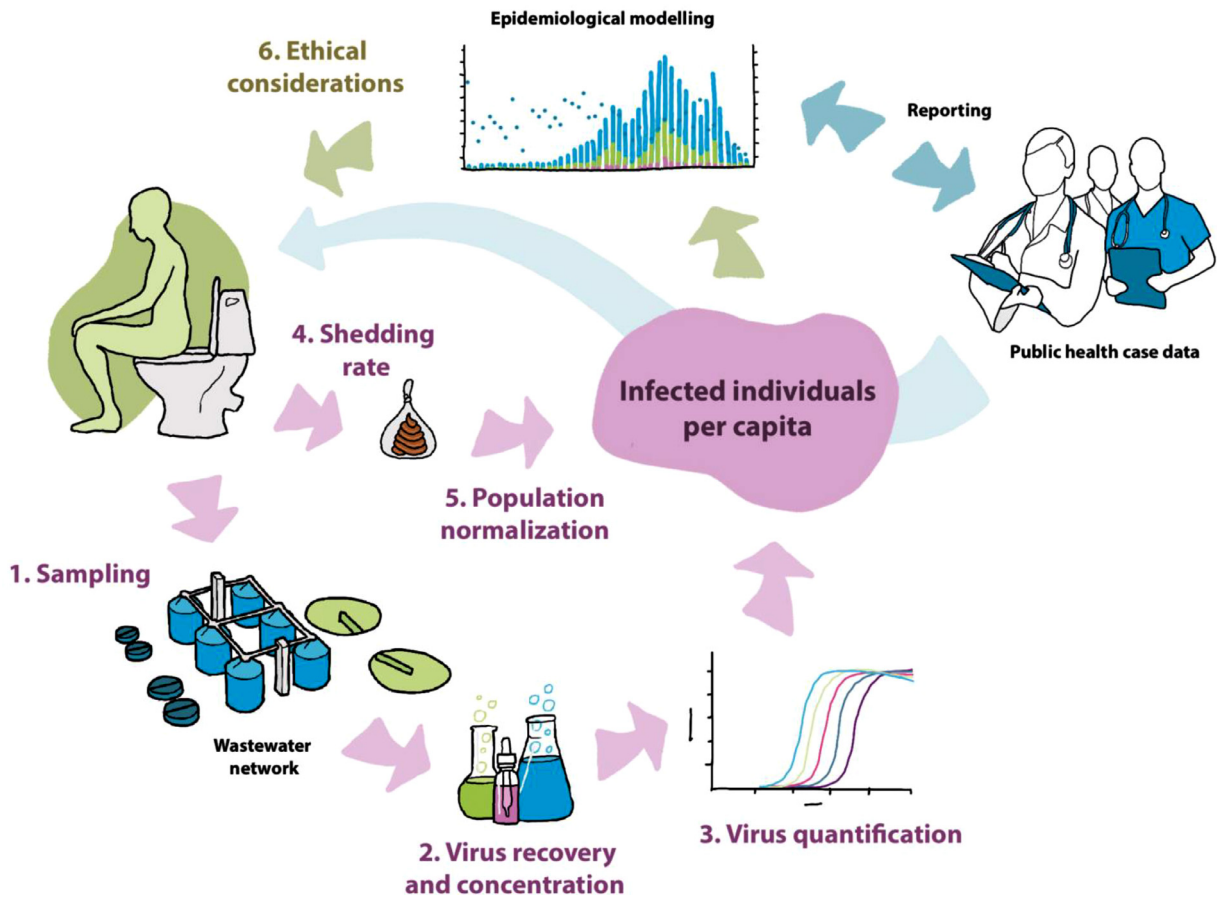 Epidemiological modelling
6. Ethical
considerations
Reporting
Public health case data
4. Shedding
rate
Infected individuals
per capita
5. Population
normalization
1. Sampling
Wastewater
network
2. Virus recovery
and concentration
3. Virus quantification